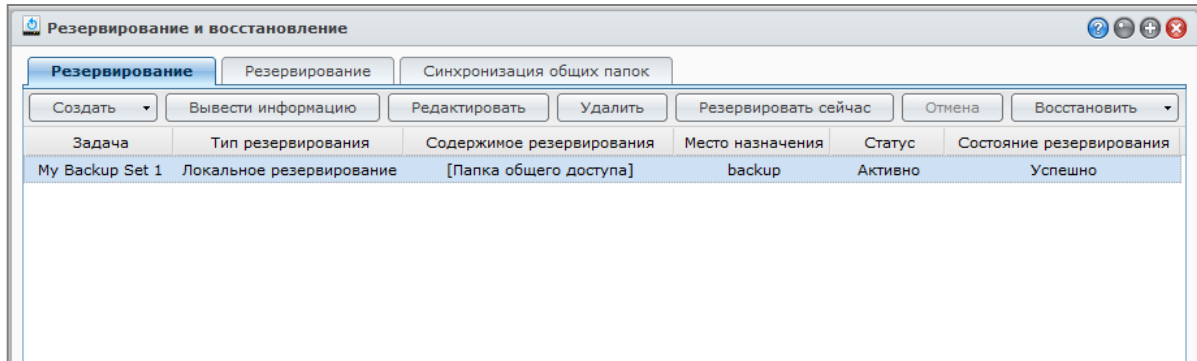 Резервирование и восстановление
Резервирование Резервирование Синхронизация общих папок
Создать Вывести информацию Редактировать Удалить Резервировать сейчас Отмена Восстановить
Задача Тип резервирования Содержимое резервирования Место назначения Статус Состояние резервирования
My Backup Set 1 Локальное резервирование [Папка общего доступа] backup Активно Успешно